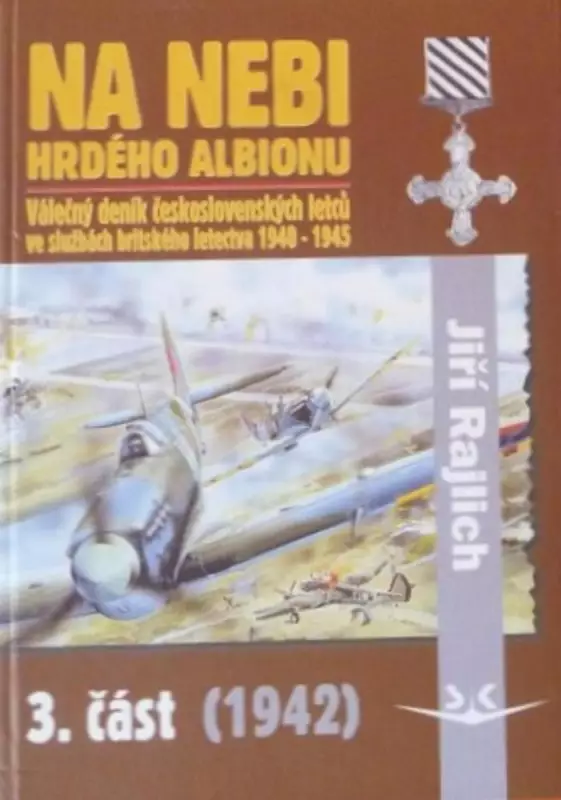 NA NEBI
HRDÉHO ALBIONU
Válečný deník československých letců
ve službách britského letectva 1940 - 1945
Jiří Rajlich
3. část (1942)